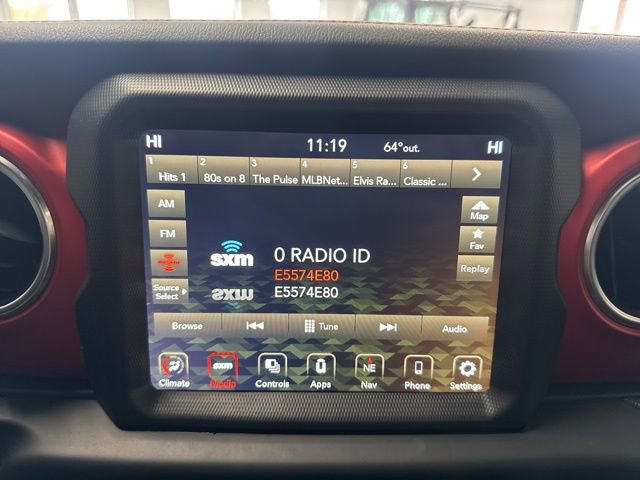 HI 11:19 64°out. HI
1 Hits 1 2 80s on 8 3 The Pulse 4 MLBNet... 5 Elvis Ra... 6 Classic ...
AM
FM
Source Select
Map
Fav
Replay
sxm 0 RADIO ID
E5574E80
E5574E80
Browse Tune Audio
Climate sxm Media Controls Apps NE Nav Phone Settings